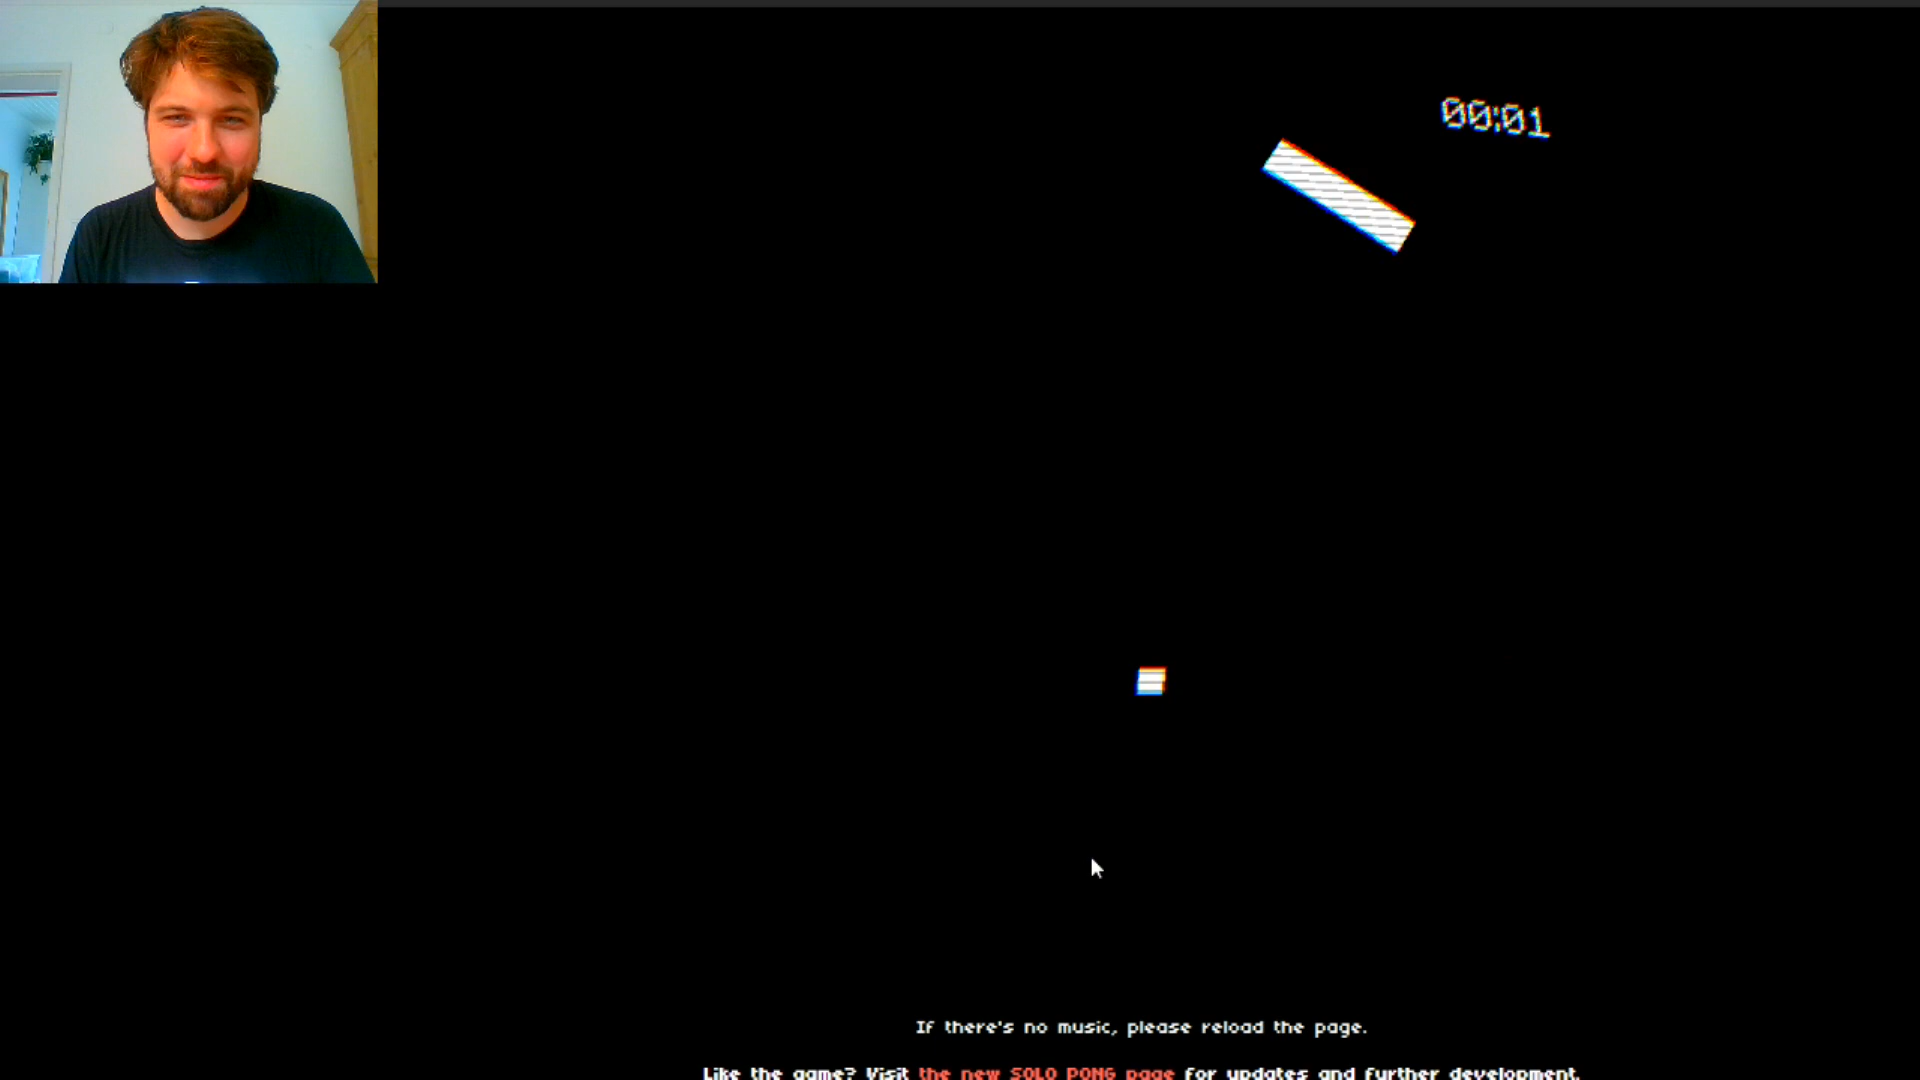 00:01
If there's no music, please reload the page.
Like the game? Visit the new SOLO PONG page for updates and further development.